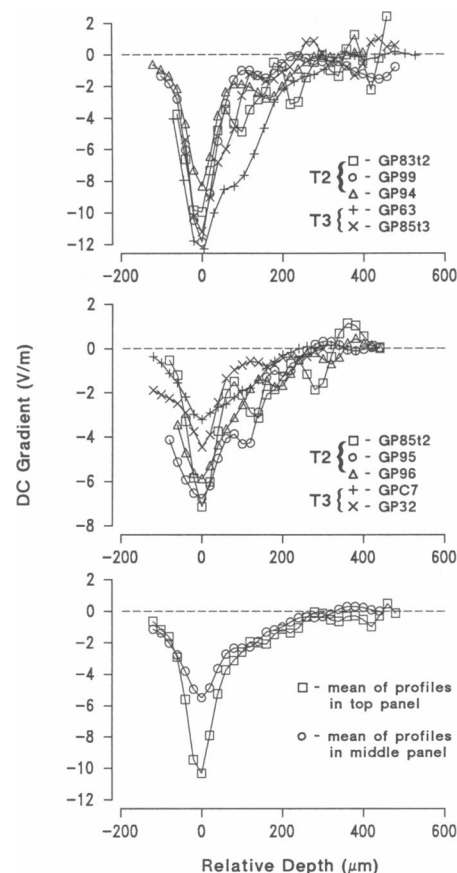 2
0
-2
-4
-6
-8
-10
-12
-200 0 200 400 600
T2 { □ - GP83t2
○ - GP99
△ - GP94
T3 { + - GP63
× - GP85t3
2
0
-2
-4
-6
-8
-200 0 200 400 600
T2 { □ - GP85t2
○ - GP95
△ - GP96
T3 { + - GPC7
× - GP32
DC Gradient (V/m)
2
0
-2
-4
-6
-8
-10
-12
-200 0 200 400 600
□ - mean of profiles
in top panel
○ - mean of profiles
in middle panel
Relative Depth (μm)